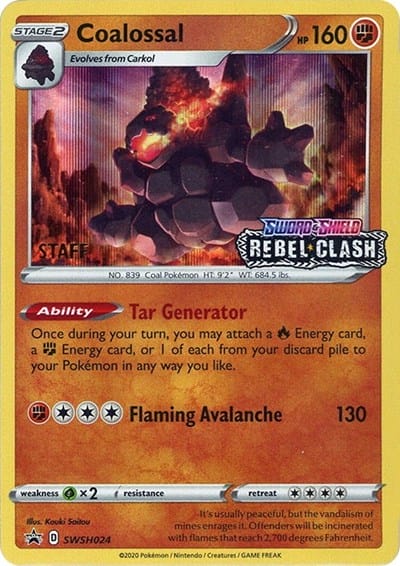 STAGE 2 Coalossal HP 160
Evolves from Carkol
STAFF
SWORD & SHIELD
REBEL CLASH
NO. 839 Coal Pokémon HT: 9'2" WT: 684.5 lbs.
Ability Tar Generator
Once during your turn, you may attach a Energy card,
a Energy card, or 1 of each from your discard pile to
your Pokémon in any way you like.
Flaming Avalanche 130
weakness ×2 resistance retreat
It's usually peaceful, but the vandalism of
mines enrages it. Offenders will be incinerated
with flames that reach 2,700 degrees Fahrenheit.
Illus. Kouki Saitou
D SWSH024
©2020 Pokémon / Nintendo / Creatures / GAME FREAK